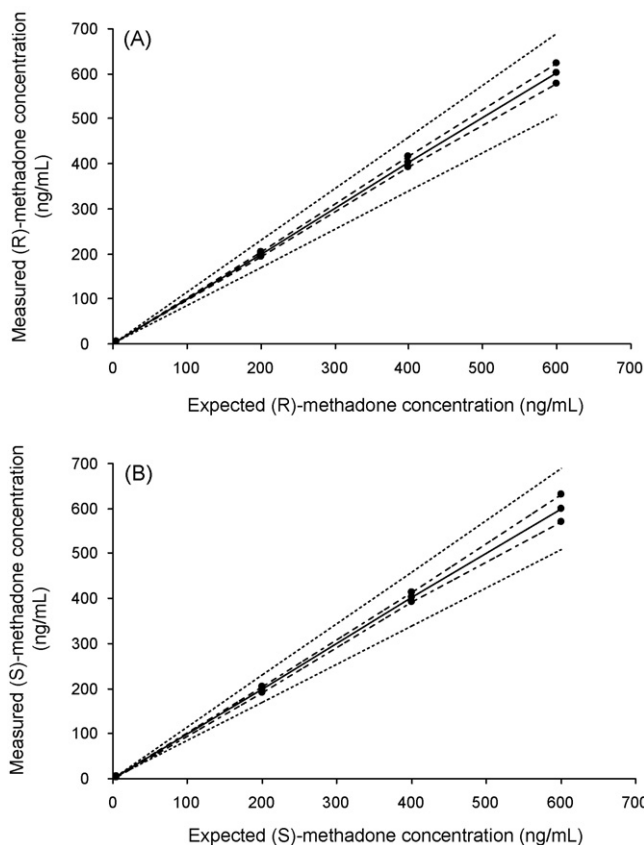 (A)
Measured (R)-methadone concentration
(ng/mL)
700
600
500
400
300
200
100
0
0 100 200 300 400 500 600 700
Expected (R)-methadone concentration (ng/mL)
(B)
Measured (S)-methadone concentration
(ng/mL)
700
600
500
400
300
200
100
0
0 100 200 300 400 500 600 700
Expected (S)-methadone concentration (ng/mL)